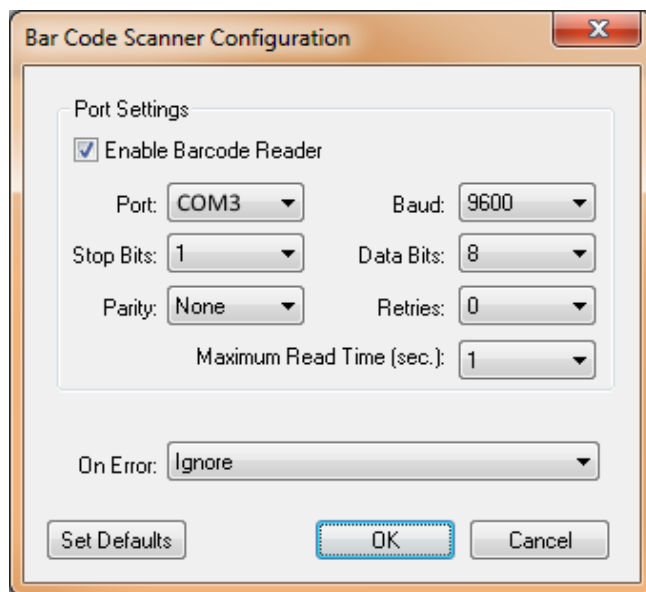 Bar Code Scanner Configuration
Port Settings
Enable Barcode Reader
Port: COM3 Baud: 9600
Stop Bits: 1 Data Bits: 8
Parity: None Retries: 0
Maximum Read Time (sec.): 1
On Error: Ignore
Set Defaults OK Cancel